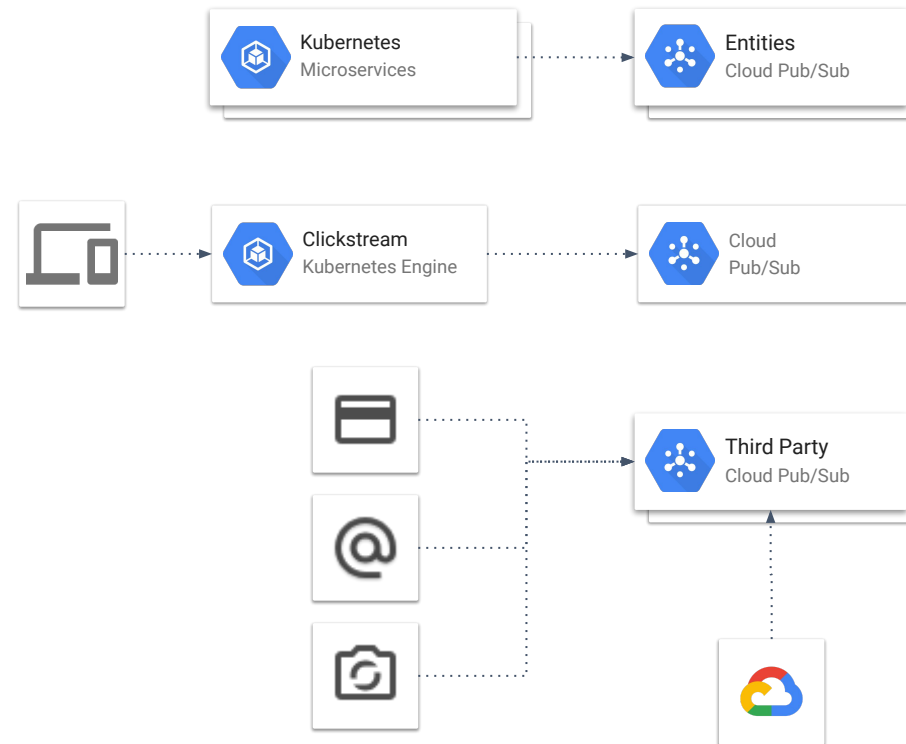 Kubernetes
Microservices
Entities
Cloud Pub/Sub
Clickstream
Kubernetes Engine
Cloud
Pub/Sub
Third Party
Cloud Pub/Sub